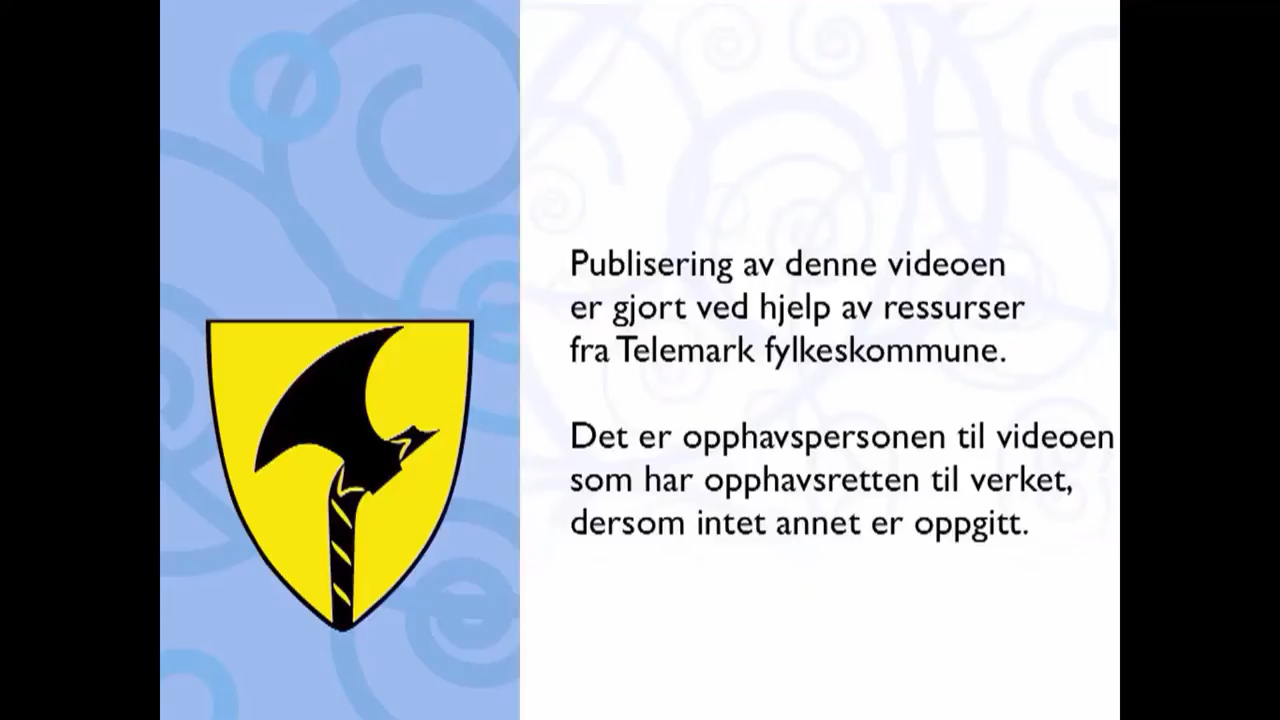 Publisering av denne videoen
er gjort ved hjelp av ressurser
fra Telemark fylkeskommune.
Det er opphavspersonen til videoen
som har opphavsretten til verket,
dersom intet annet er oppgitt.